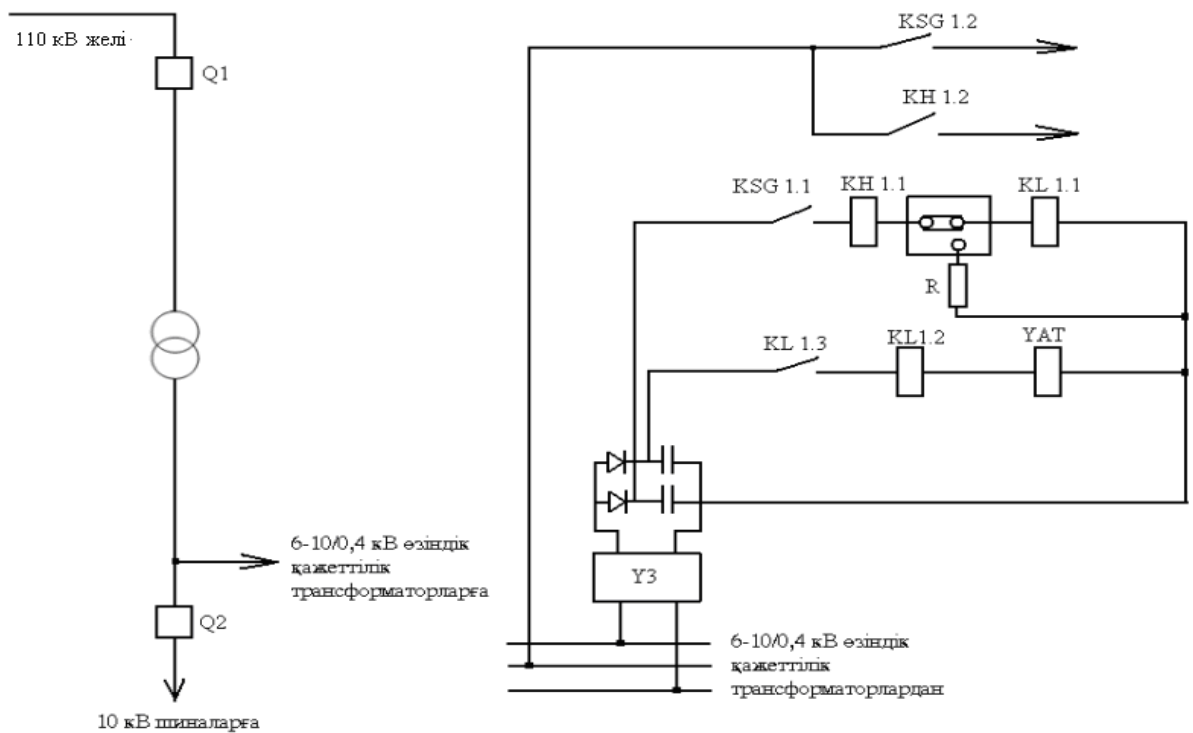 110 кВ желі
Q1
6-10/0,4 кВ өзіндік
қажеттілік
трансформаторларға
Q2
10 кВ шиналарға
KSG 1.2
KH 1.2
KSG 1.1
KH 1.1
KL 1.1
R
KL 1.3
KL1.2
YAT
УЗ
6-10/0,4 кВ өзіндік
қажеттілік
трансформаторлардан